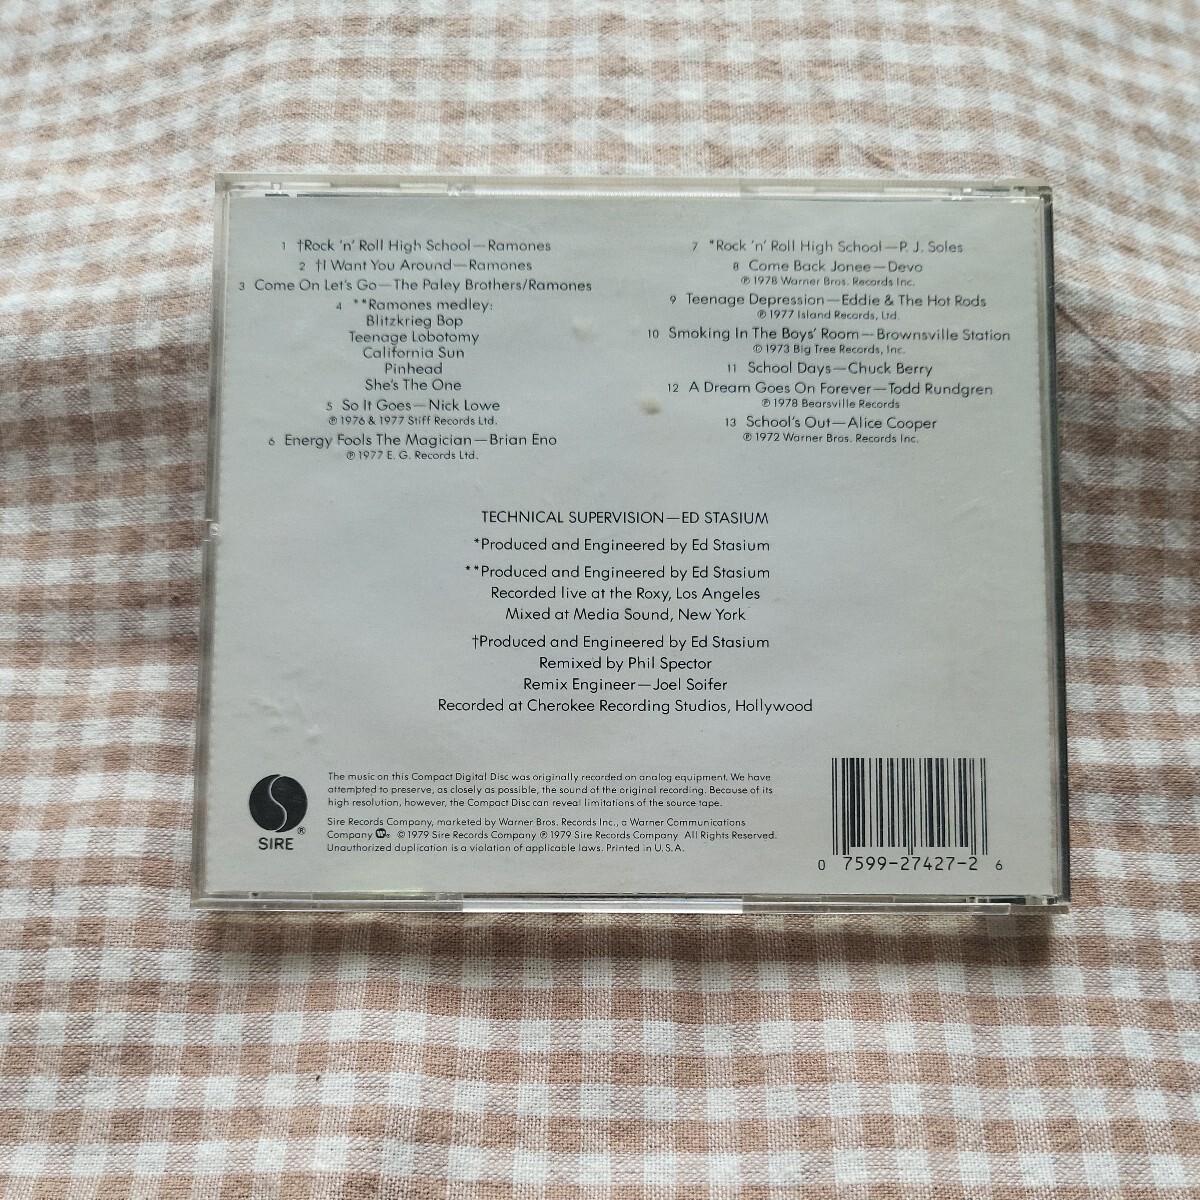 1 †Rock 'n' Roll High School—Ramones
2 †I Want You Around—Ramones
3 Come On Let's Go—The Paley Brothers/Ramones
4 **Ramones medley:
Blitzkrieg Bop
Teenage Lobotomy
California Sun
Pinhead
She's The One
5 So It Goes—Nick Lowe
℗ 1976 & 1977 Stiff Records Ltd.
6 Energy Fools The Magician—Brian Eno
℗ 1977 E. G. Records Ltd.
7 *Rock 'n' Roll High School—P. J. Soles
8 Come Back Jonee—Devo
℗ 1978 Warner Bros. Records Inc.
9 Teenage Depression—Eddie & The Hot Rods
℗ 1977 Island Records, Ltd.
10 Smoking In The Boys' Room—Brownsville Station
© 1973 Big Tree Records, Inc.
11 School Days—Chuck Berry
12 A Dream Goes On Forever—Todd Rundgren
℗ 1978 Bearsville Records
13 School's Out—Alice Cooper
℗ 1972 Warner Bros. Records Inc.
TECHNICAL SUPERVISION—ED STASIUM
*Produced and Engineered by Ed Stasium
**Produced and Engineered by Ed Stasium
Recorded live at the Roxy, Los Angeles
Mixed at Media Sound, New York
†Produced and Engineered by Ed Stasium
Remixed by Phil Spector
Remix Engineer—Joel Soifer
Recorded at Cherokee Recording Studios, Hollywood
SIRE ®
The music on this Compact Digital Disc was originally recorded on analog equipment. We have
attempted to preserve, as closely as possible, the sound of the original recording. Because of its
high resolution, however, the Compact Disc can reveal limitations of the source tape.
Sire Records Company, marketed by Warner Bros. Records Inc., a Warner Communications
Company © 1979 Sire Records Company ℗ 1979 Sire Records Company All Rights Reserved.
Unauthorized duplication is a violation of applicable laws. Printed in U.S.A.
0 7599-27427-2 6